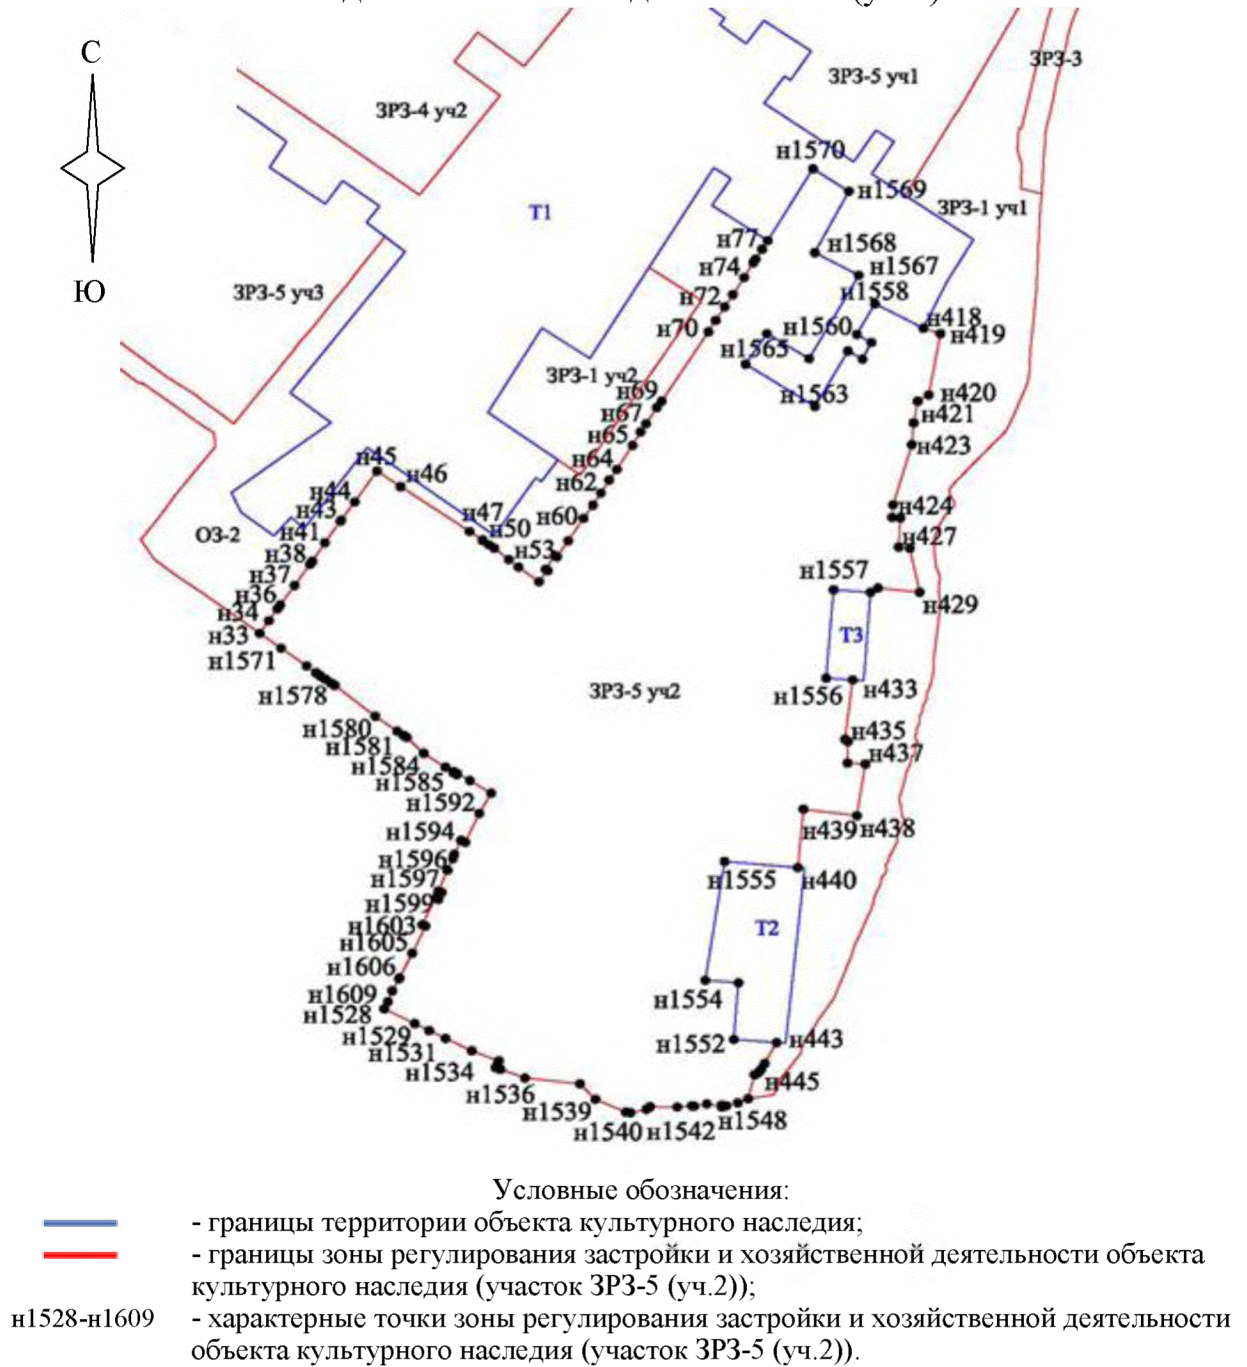 С
Ю
ЗРЗ-3
ЗРЗ-5 уч1
ЗРЗ-4 уч2
н1570
н1569
ЗРЗ-1 уч1
Т1
н77
н1568
н74
н1567
ЗРЗ-5 уч3
н72
н1558
н70
н1560
н418
н419
н1565
ЗРЗ-1 уч2
н69
н1563
н420
н67
н421
н65
н423
н45
н64
н46
н62
н44
н43
н47
н60
н424
н41
н50
ОЗ-2
н427
н38
н53
н37
н1557
н36
н429
н34
н33
Т3
н1571
ЗРЗ-5 уч2
н1556
н433
н1578
н1580
н435
н1581
н437
н1584
н1585
н1592
н439
н438
н1594
н1596
н1555
н440
н1597
н1599
н1603
Т2
н1605
н1606
н1609
н1554
н1528
н1529
н1552
н443
н1531
н1534
н445
н1536
н1539
н1548
н1540
н1542
Условные обозначения:
- границы территории объекта культурного наследия;
- границы зоны регулирования застройки и хозяйственной деятельности объекта
культурного наследия (участок ЗРЗ-5 (уч.2));
н1528-н1609 - характерные точки зоны регулирования застройки и хозяйственной деятельности
объекта культурного наследия (участок ЗРЗ-5 (уч.2)).